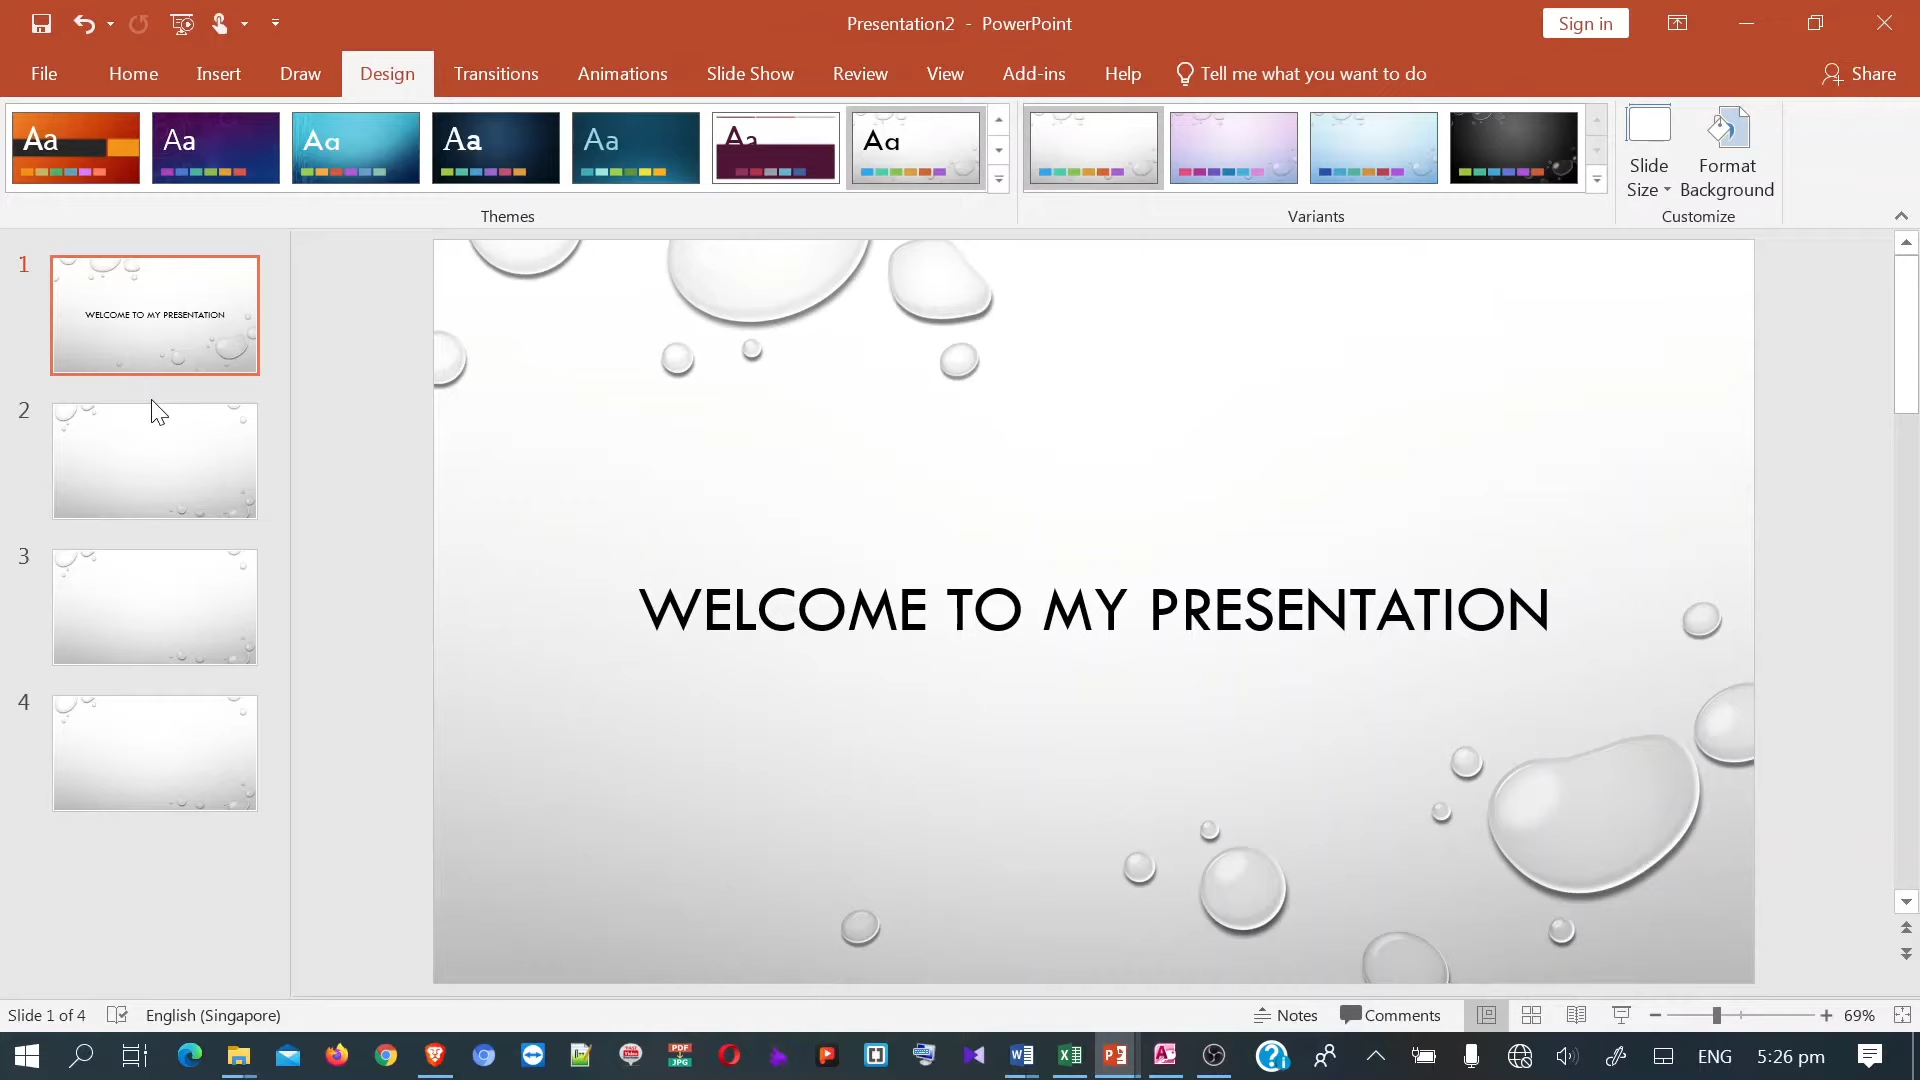 Presentation2 - PowerPoint
Sign in
File Home Insert Draw Design Transitions Animations Slide Show Review View Add-ins Help Tell me what you want to do Share
Aa Aa Aa Aa Aa Aa Aa
Slide Size
Format Background
Themes Variants Customize
1
WELCOME TO MY PRESENTATION
2
3
4
WELCOME TO MY PRESENTATION
Slide 1 of 4 English (Singapore) Notes Comments 69%
ENG 5:26 pm